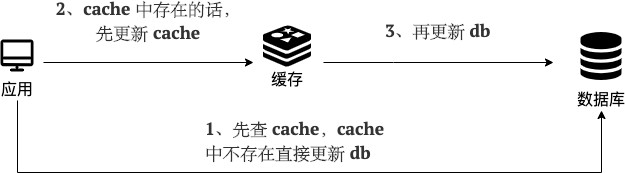 2、cache 中存在的话,
先更新 cache
3、再更新 db
应用
缓存
数据库
1、先查 cache，cache
中不存在直接更新 db